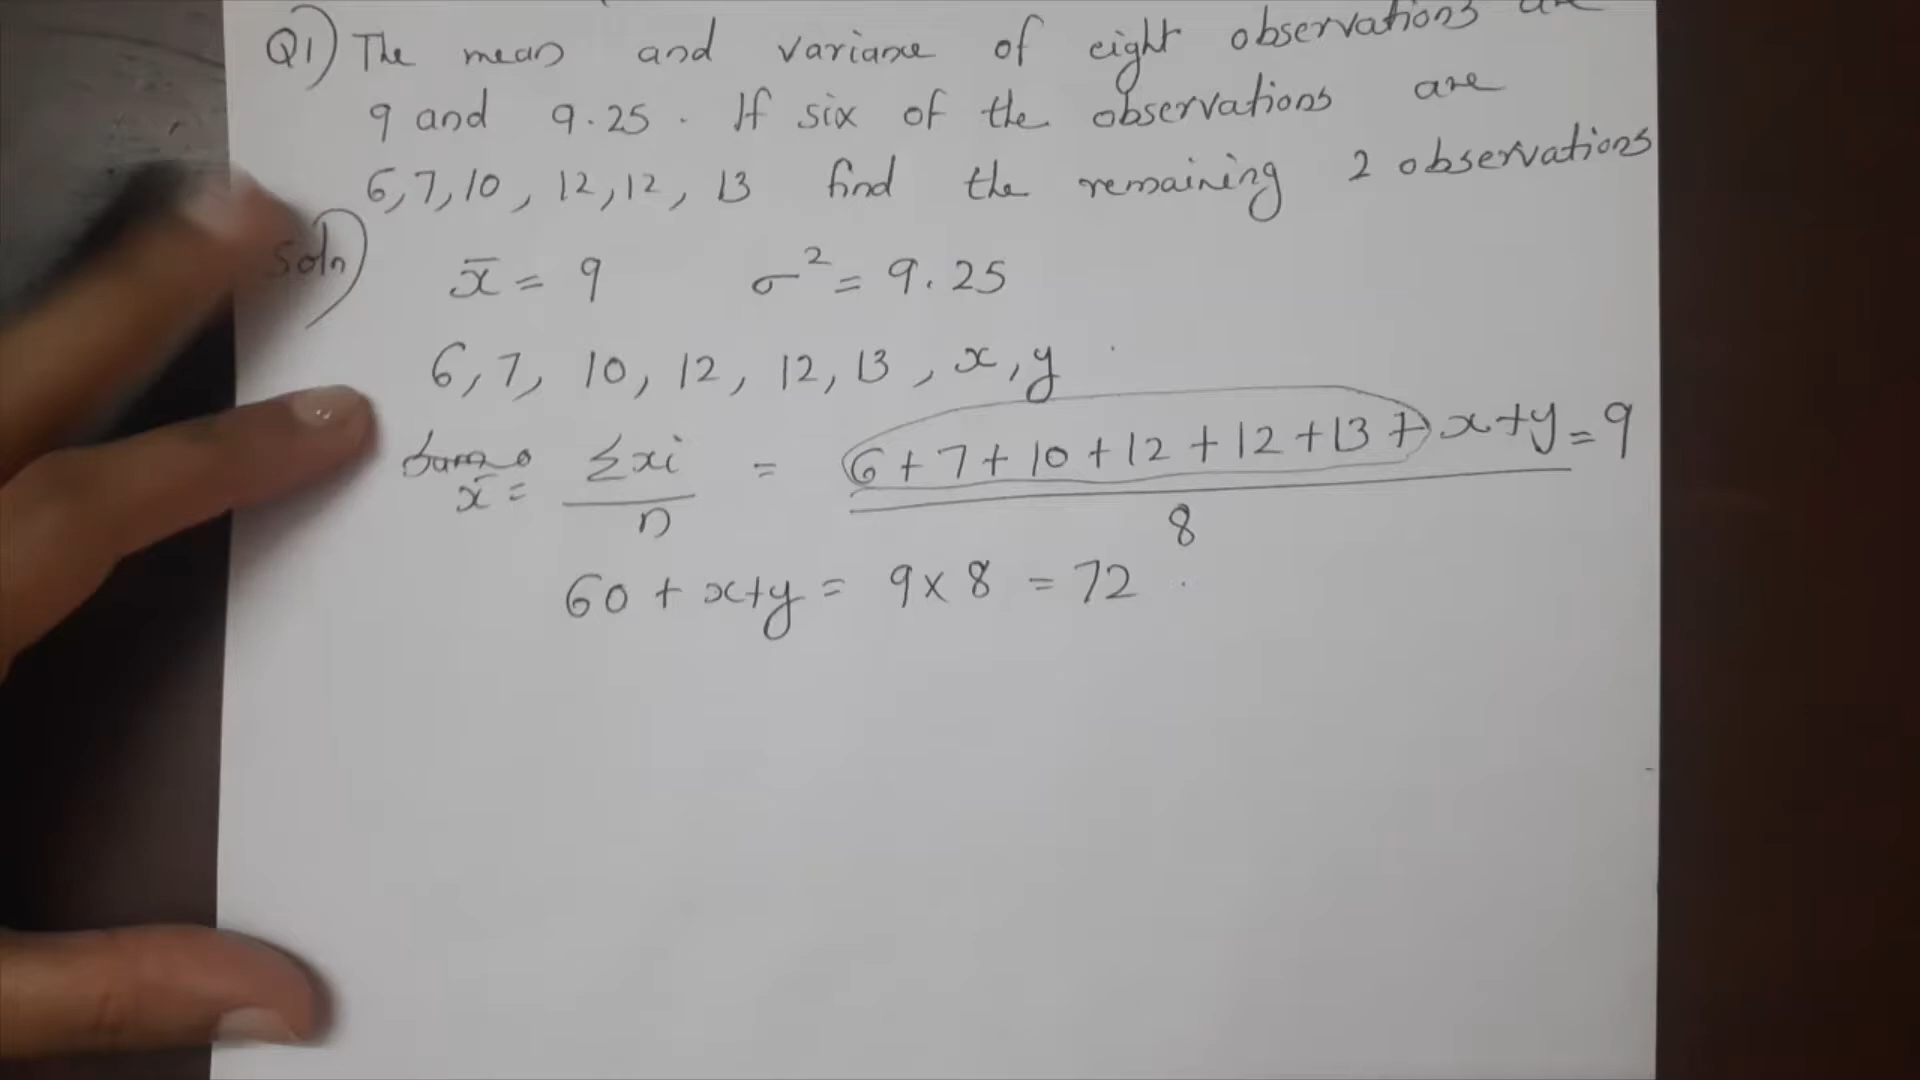 Q1) The mean and variance of eight observations are
9 and 9.25. If six of the observations are
6,7,10, 12,12, 13 find the remaining 2 observations
Soln) x̄ = 9 σ² = 9.25
6, 7, 10, 12, 12, 13, x, y
x̄ = Σxi / n = 6+7+10+12+12+13+x+y / 8 = 9
60 + x+y = 9×8 = 72